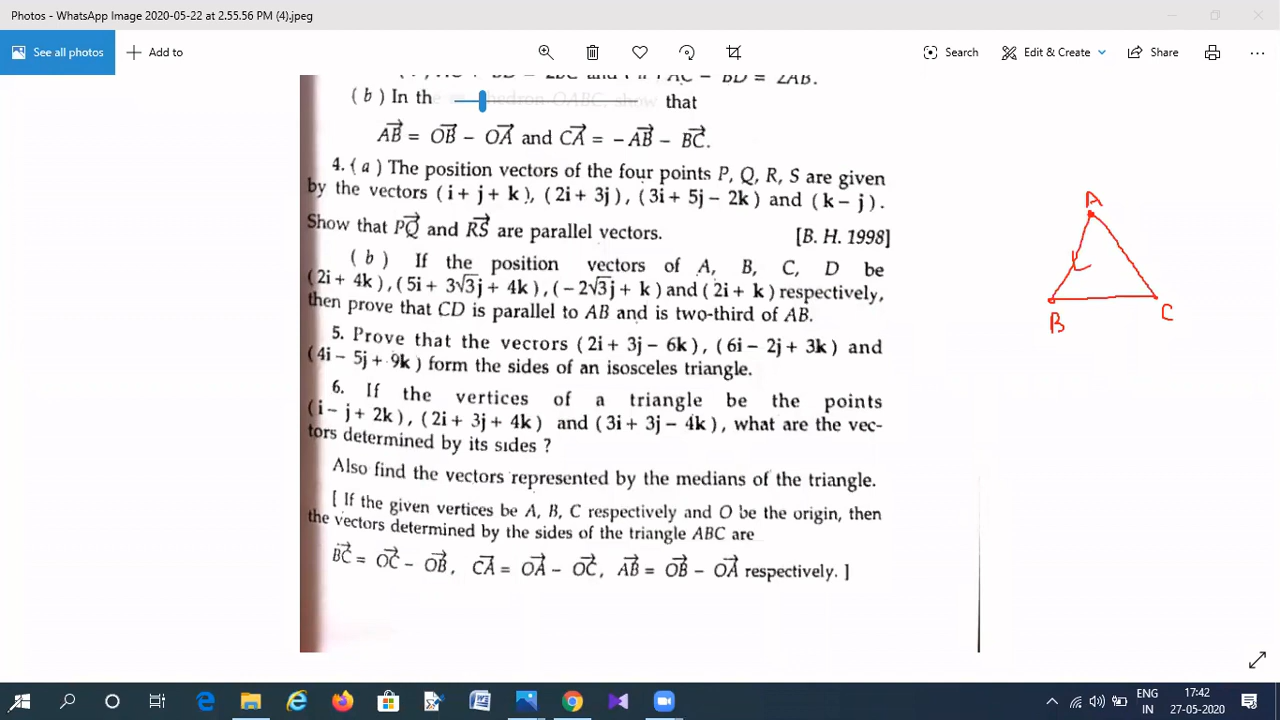 Photos - WhatsApp Image 2020-05-22 at 2.55.56 PM (4).jpeg
See all photos Add to Search Edit & Create Share
= 2BC and AC - BD = 2AB.
(b) In th hedron OABC, show that
AB = OB - OA and CA = - AB - BC.
4. (a) The position vectors of the four points P, Q, R, S are given
by the vectors (i + j + k), (2i + 3j), (3i + 5j - 2k) and (k - j).
Show that PQ and RS are parallel vectors. [B. H. 1998]
(b) If the position vectors of A, B, C, D be
(2i + 4k), (5i + 3√3j + 4k), (- 2√3j + k) and (2i + k) respectively,
then prove that CD is parallel to AB and is two-third of AB.
5. Prove that the vectors (2i + 3j - 6k), (6i - 2j + 3k) and
(4i - 5j + 9k) form the sides of an isosceles triangle.
6. If the vertices of a triangle be the points
(i - j + 2k), (2i + 3j + 4k) and (3i + 3j - 4k), what are the vec-
tors determined by its sides ?
Also find the vectors represented by the medians of the triangle.
[ If the given vertices be A, B, C respectively and O be the origin, then
the vectors determined by the sides of the triangle ABC are
BC = OC - OB, CA = OA - OC, AB = OB - OA respectively. ]
A
B
C
ENG 17:42
IN 27-05-2020